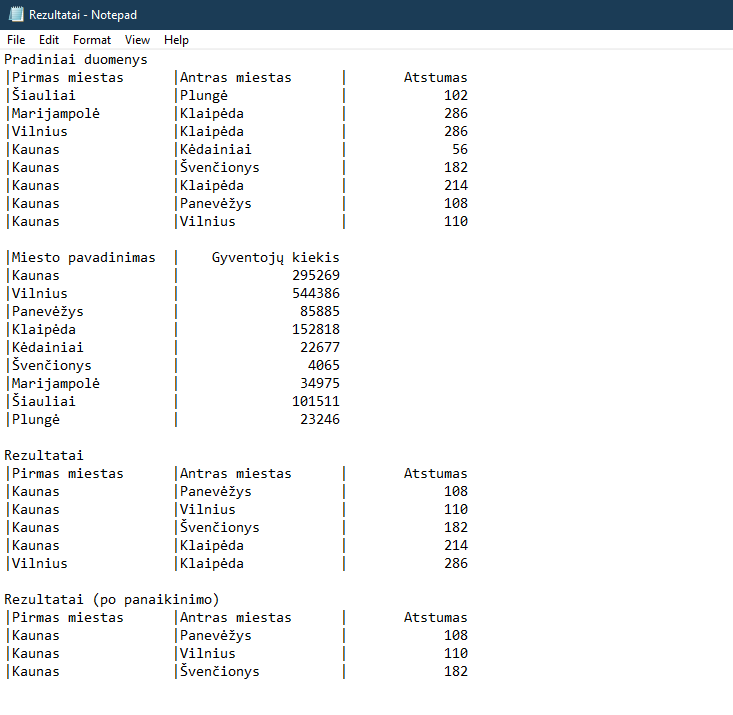 Rezultatai - Notepad
File Edit Format View Help
Pradiniai duomenys
|Pirmas miestas |Antras miestas | Atstumas
|Šiauliai |Plungė | 102
|Marijampolė |Klaipėda | 286
|Vilnius |Klaipėda | 286
|Kaunas |Kėdainiai | 56
|Kaunas |Švenčionys | 182
|Kaunas |Klaipėda | 214
|Kaunas |Panevėžys | 108
|Kaunas |Vilnius | 110
|Miesto pavadinimas | Gyventojų kiekis
|Kaunas | 295269
|Vilnius | 544386
|Panevėžys | 85885
|Klaipėda | 152818
|Kėdainiai | 22677
|Švenčionys | 4065
|Marijampolė | 34975
|Šiauliai | 101511
|Plungė | 23246
Rezultatai
|Pirmas miestas |Antras miestas | Atstumas
|Kaunas |Panevėžys | 108
|Kaunas |Vilnius | 110
|Kaunas |Švenčionys | 182
|Kaunas |Klaipėda | 214
|Vilnius |Klaipėda | 286
Rezultatai (po panaikinimo)
|Pirmas miestas |Antras miestas | Atstumas
|Kaunas |Panevėžys | 108
|Kaunas |Vilnius | 110
|Kaunas |Švenčionys | 182